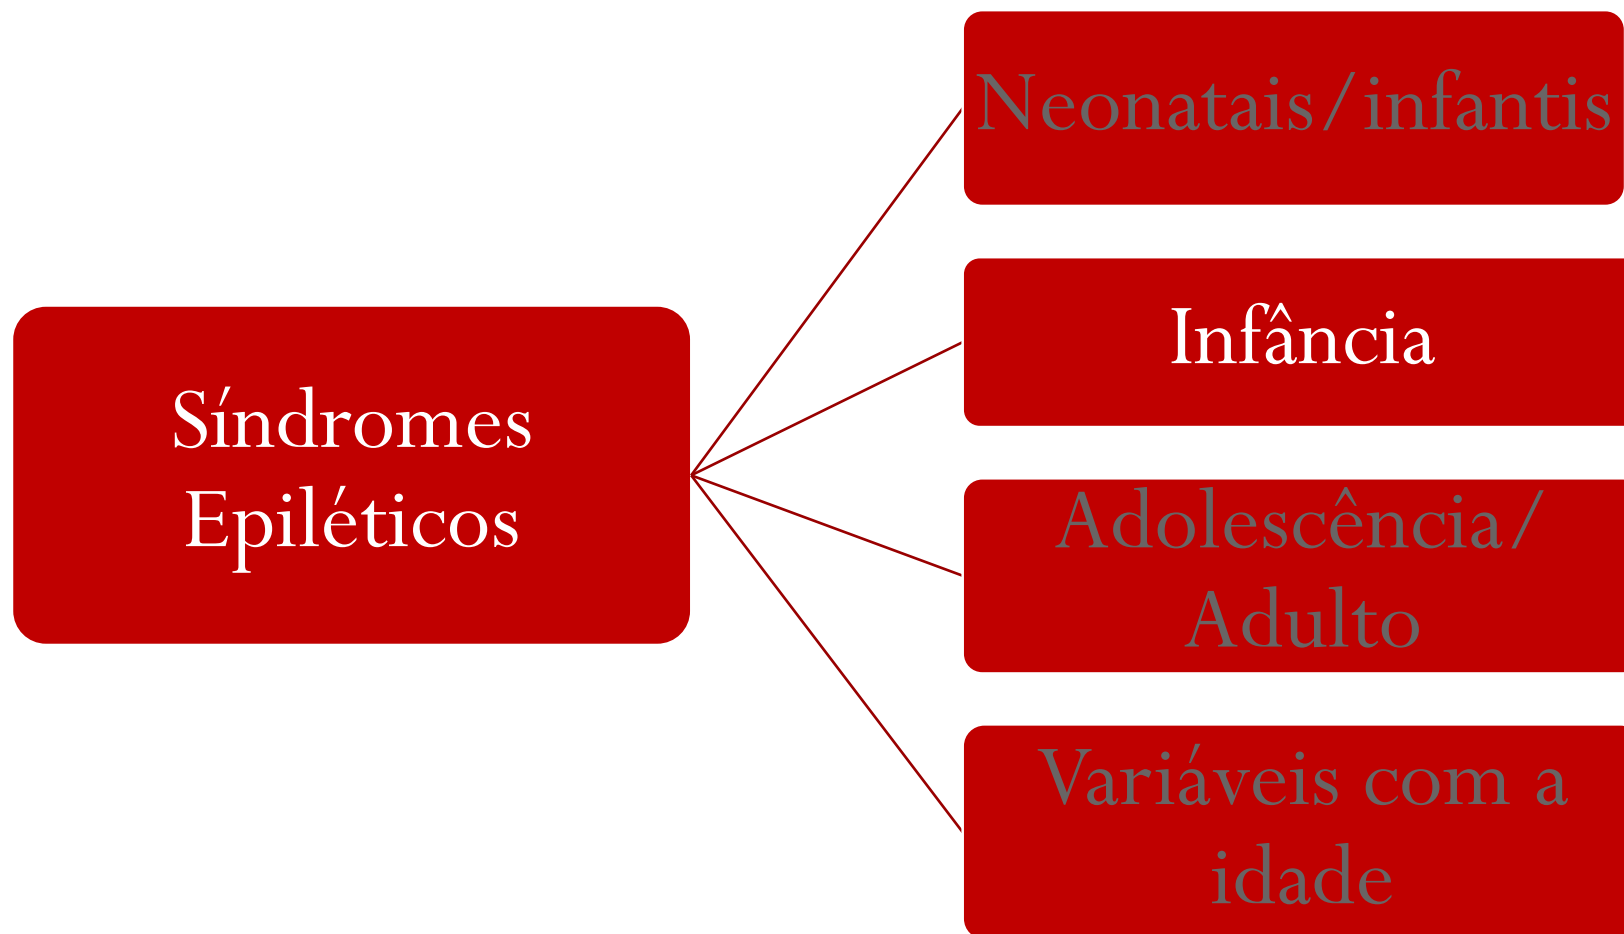 Síndromes
Epiléticos
Neonatais/infantis
Infância
Adolescência/
Adulto
Variáveis com a
idade